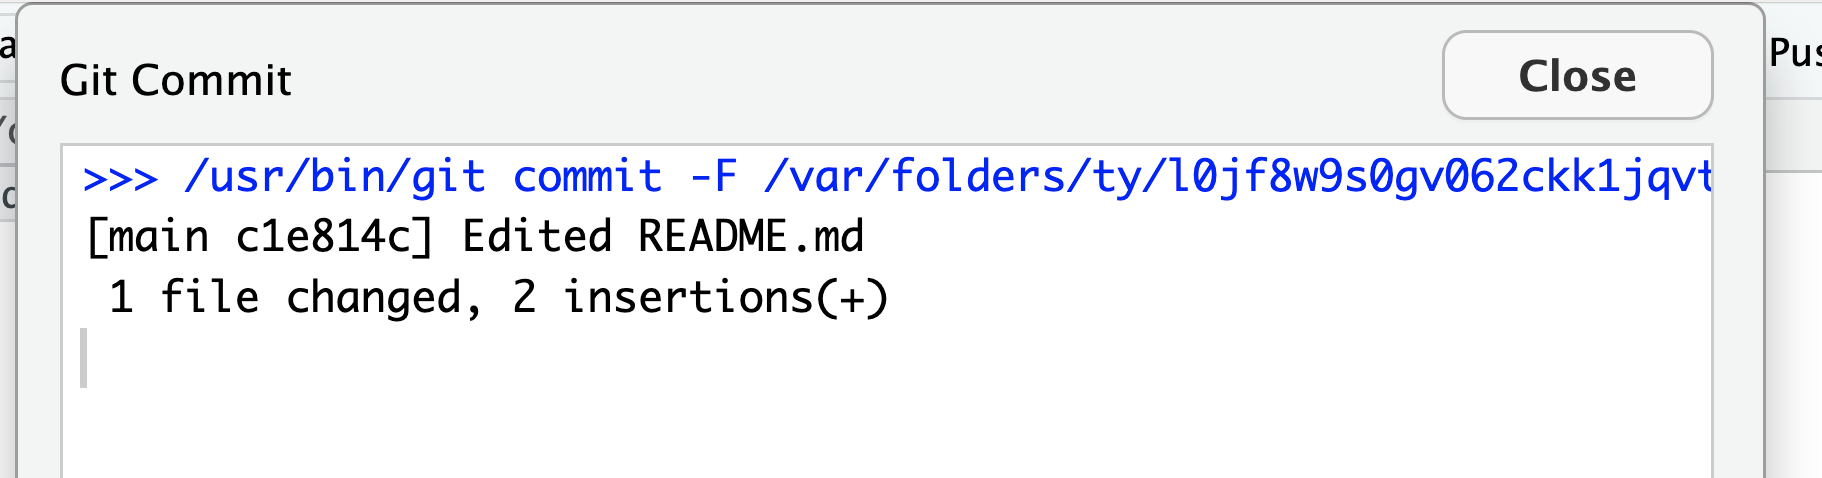 Git Commit
Close
>>> /usr/bin/git commit -F /var/folders/ty/l0jf8w9s0gv062ckk1jqvt
[main c1e814c] Edited README.md
1 file changed, 2 insertions(+)